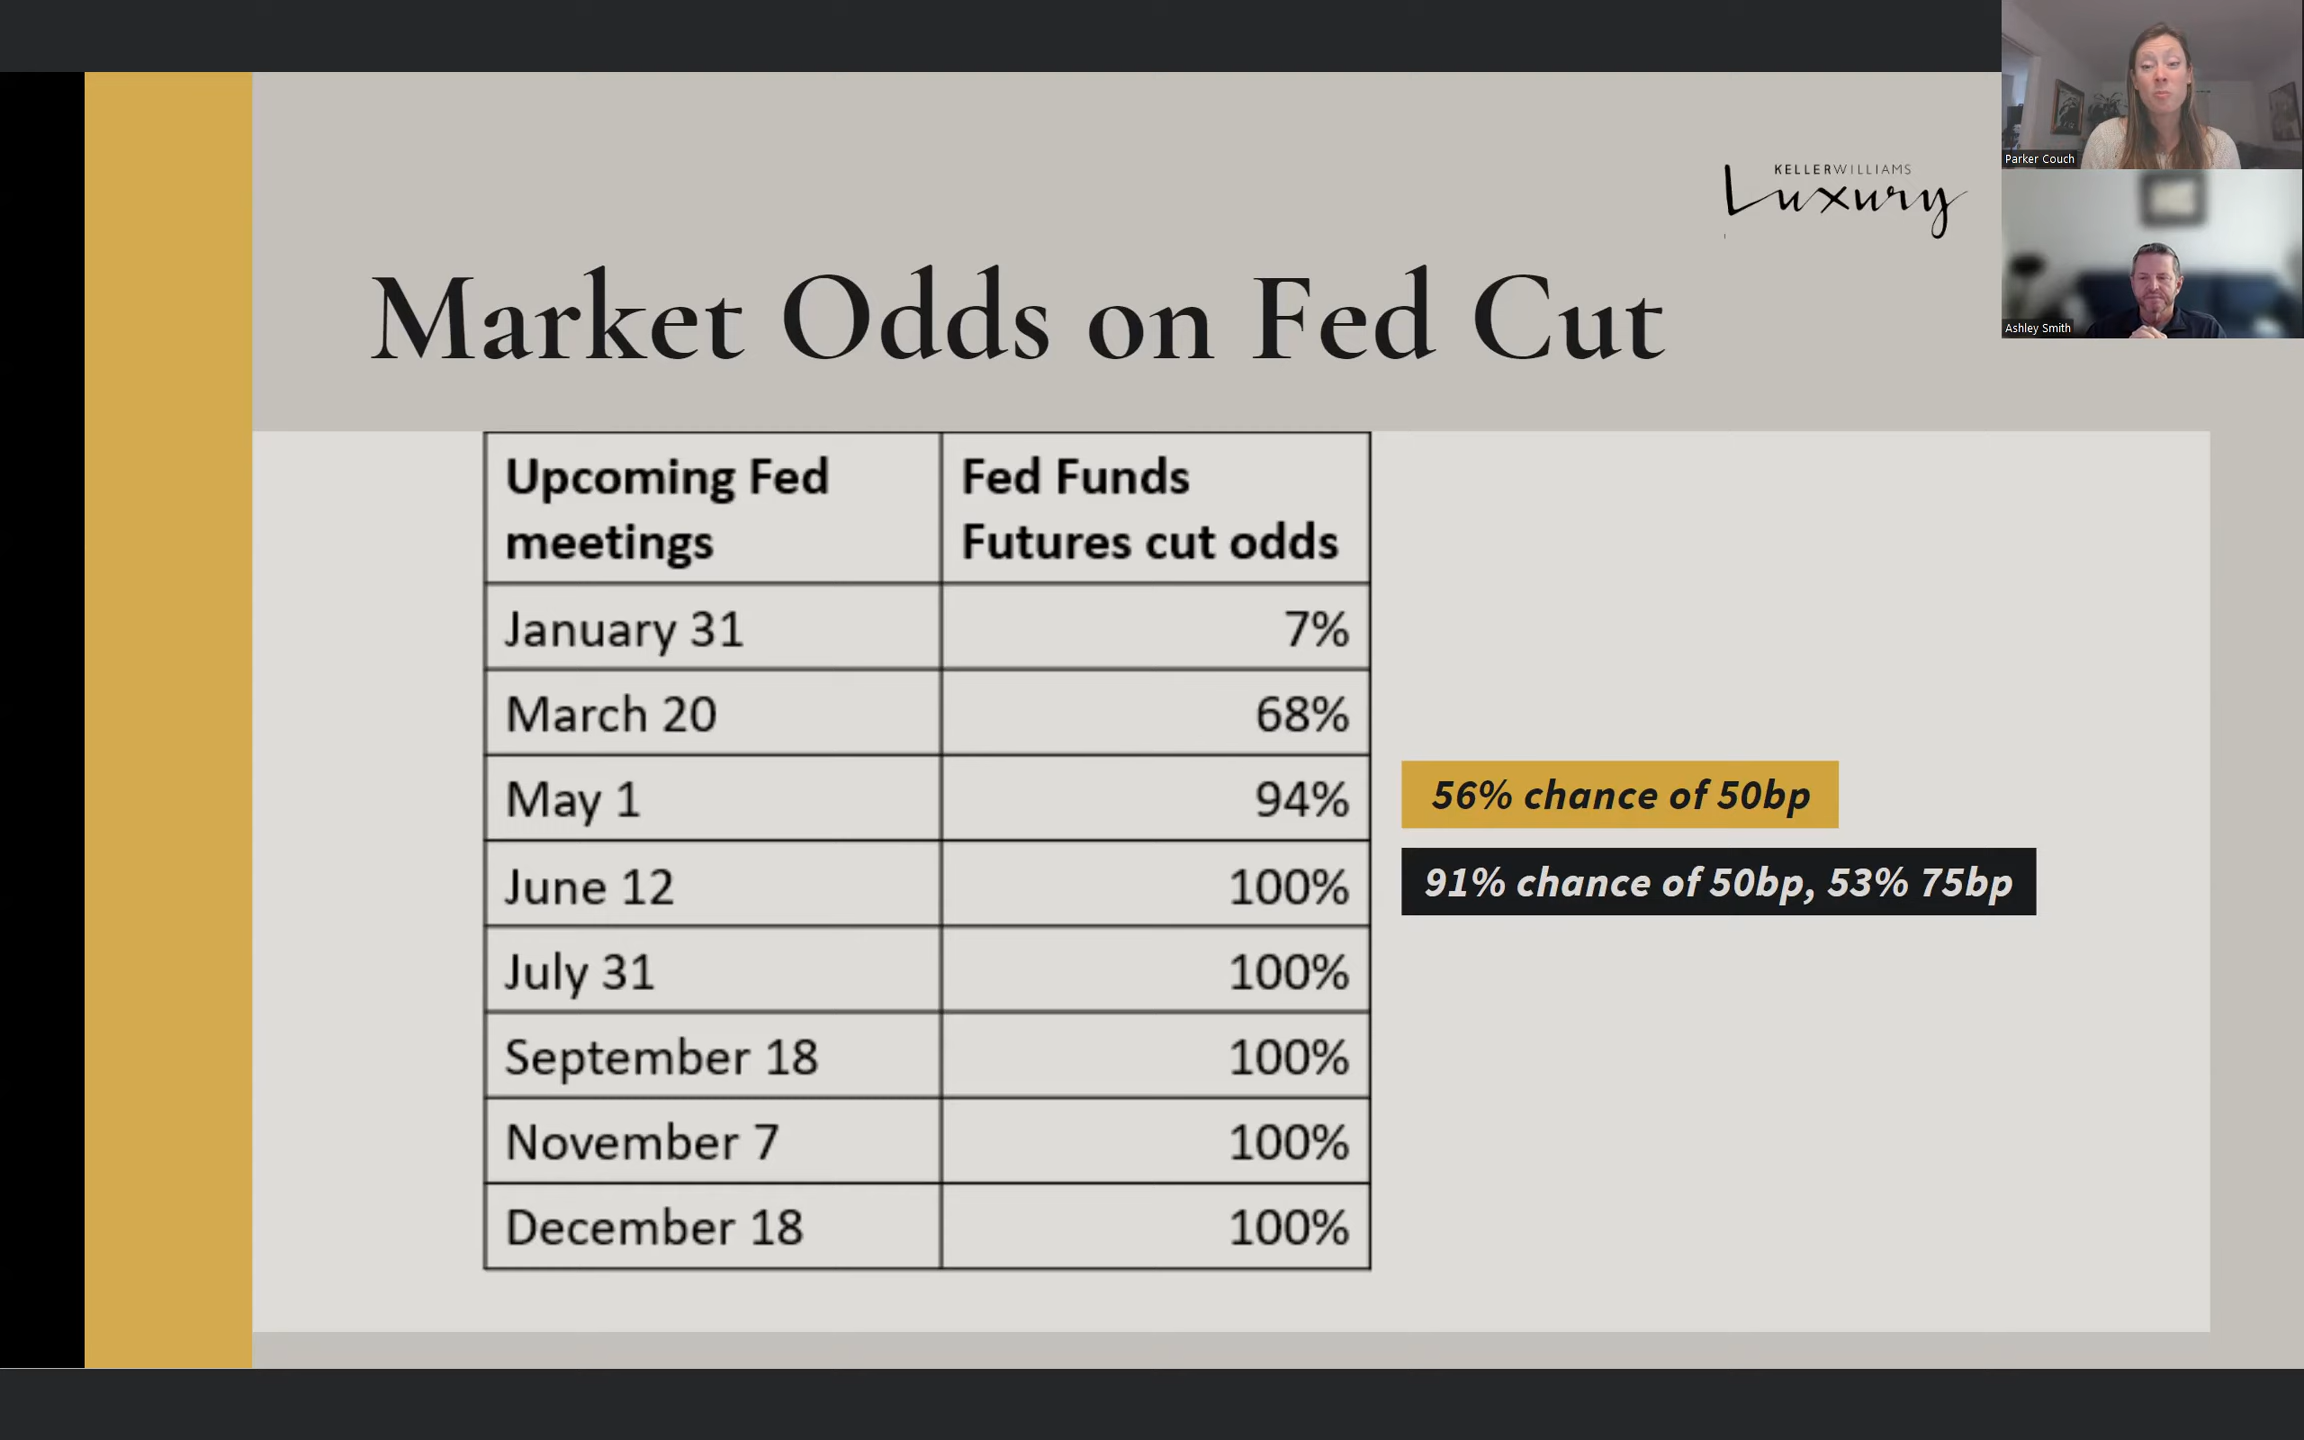 Parker Couch
KELLERWILLIAMS
Luxury
Ashley Smith
Market Odds on Fed Cut
Upcoming Fed meetings
Fed Funds Futures cut odds
January 31 7%
March 20 68%
May 1 94% 56% chance of 50bp
June 12 100% 91% chance of 50bp, 53% 75bp
July 31 100%
September 18 100%
November 7 100%
December 18 100%